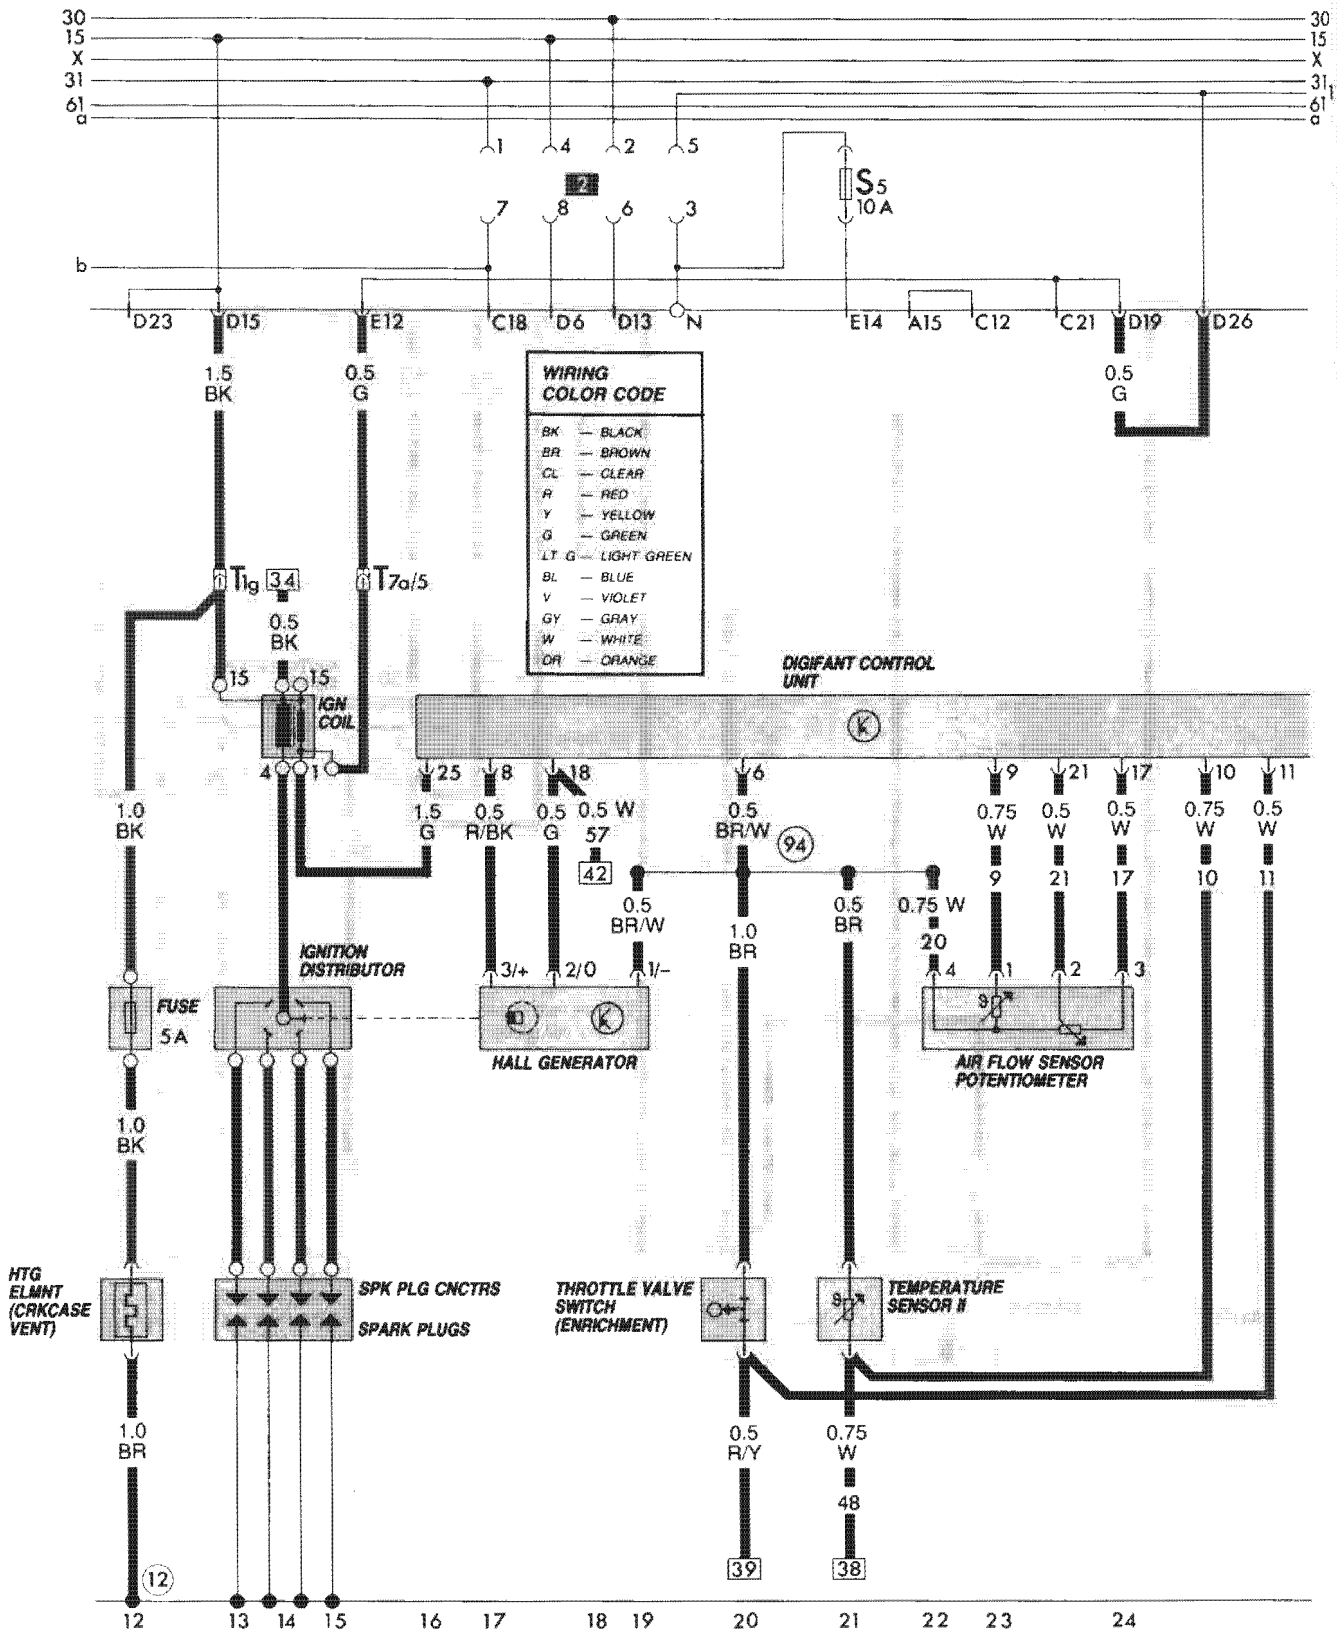 30 30
15 15
X X
31 31
61 61
a a
1 4 2 5
2
S5
10 A
7 8 6 3
b
D23 D15 E12 C18 D6 D13 N E14 A15 C12 C21 D19 D26
1.5
BK
0.5
G
0.5
G
WIRING
COLOR CODE
BK — BLACK
BR — BROWN
CL — CLEAR
R — RED
Y — YELLOW
G — GREEN
LT G — LIGHT GREEN
BL — BLUE
V — VIOLET
GY — GRAY
W — WHITE
OR — ORANGE
T1g 34 T7a/5
0.5
BK
15 15
IGN
COIL
DIGIFANT CONTROL
UNIT
4 1 25 8 18 6 9 21 17 10 11
1.0
BK
1.5
G
0.5
R/BK
0.5
G
0.5 W
57
42
0.5
BR/W
94
0.75
W
9
0.5
W
21
0.5
W
17
0.75
W
10
0.5
W
11
0.5
BR/W
1.0
BR
0.5
BR
0.75 W
20
IGNITION
DISTRIBUTOR
3/+ 2/0 1/– 4 1 2 3
FUSE
5A
HALL GENERATOR
AIR FLOW SENSOR
POTENTIOMETER
1.0
BK
HTG
ELMNT
(CRKCASE
VENT)
SPK PLG CNCTRS
SPARK PLUGS
THROTTLE VALVE
SWITCH
(ENRICHMENT)
TEMPERATURE
SENSOR II
1.0
BR
0.5
R/Y
0.75
W
48
39 38
12
12 13 14 15 16 17 18 19 20 21 22 23 24